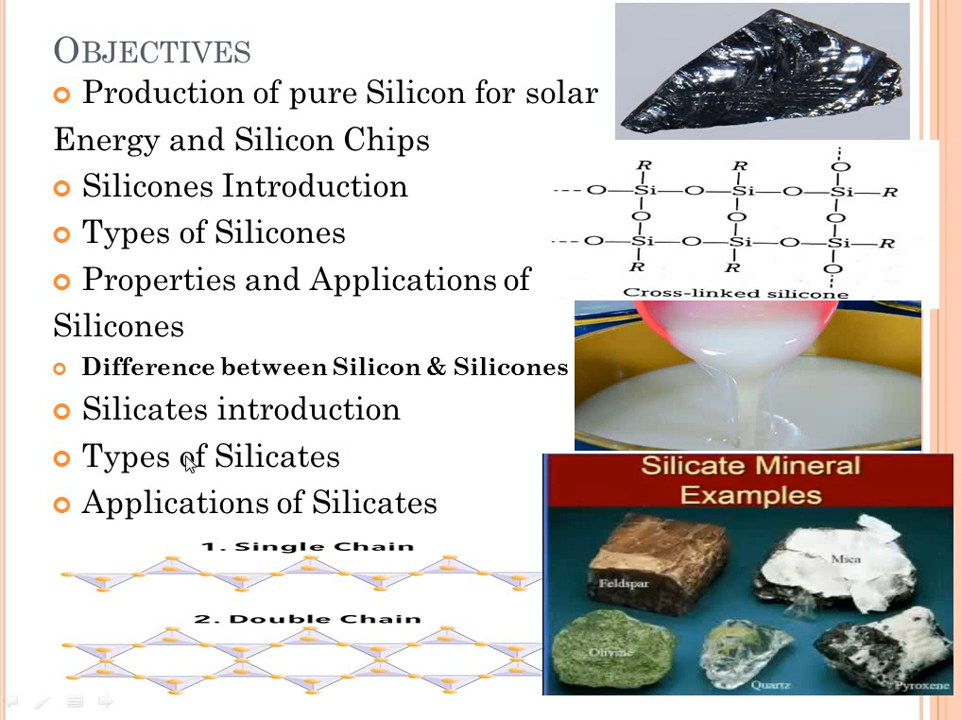 OBJECTIVES
Production of pure Silicon for solar
Energy and Silicon Chips
Silicones Introduction
Types of Silicones
Properties and Applications of
Silicones
Difference between Silicon & Silicones
Silicates introduction
Types of Silicates
Applications of Silicates
1. Single Chain
2. Double Chain
R R O
---O—Si—O—Si—O—Si—R
O O O
---O—Si—O—Si—O—Si—R
R R O
Cross-linked silicone
Silicate Mineral
Examples
Feldspar
Mica
Olivine
Quartz
Pyroxene